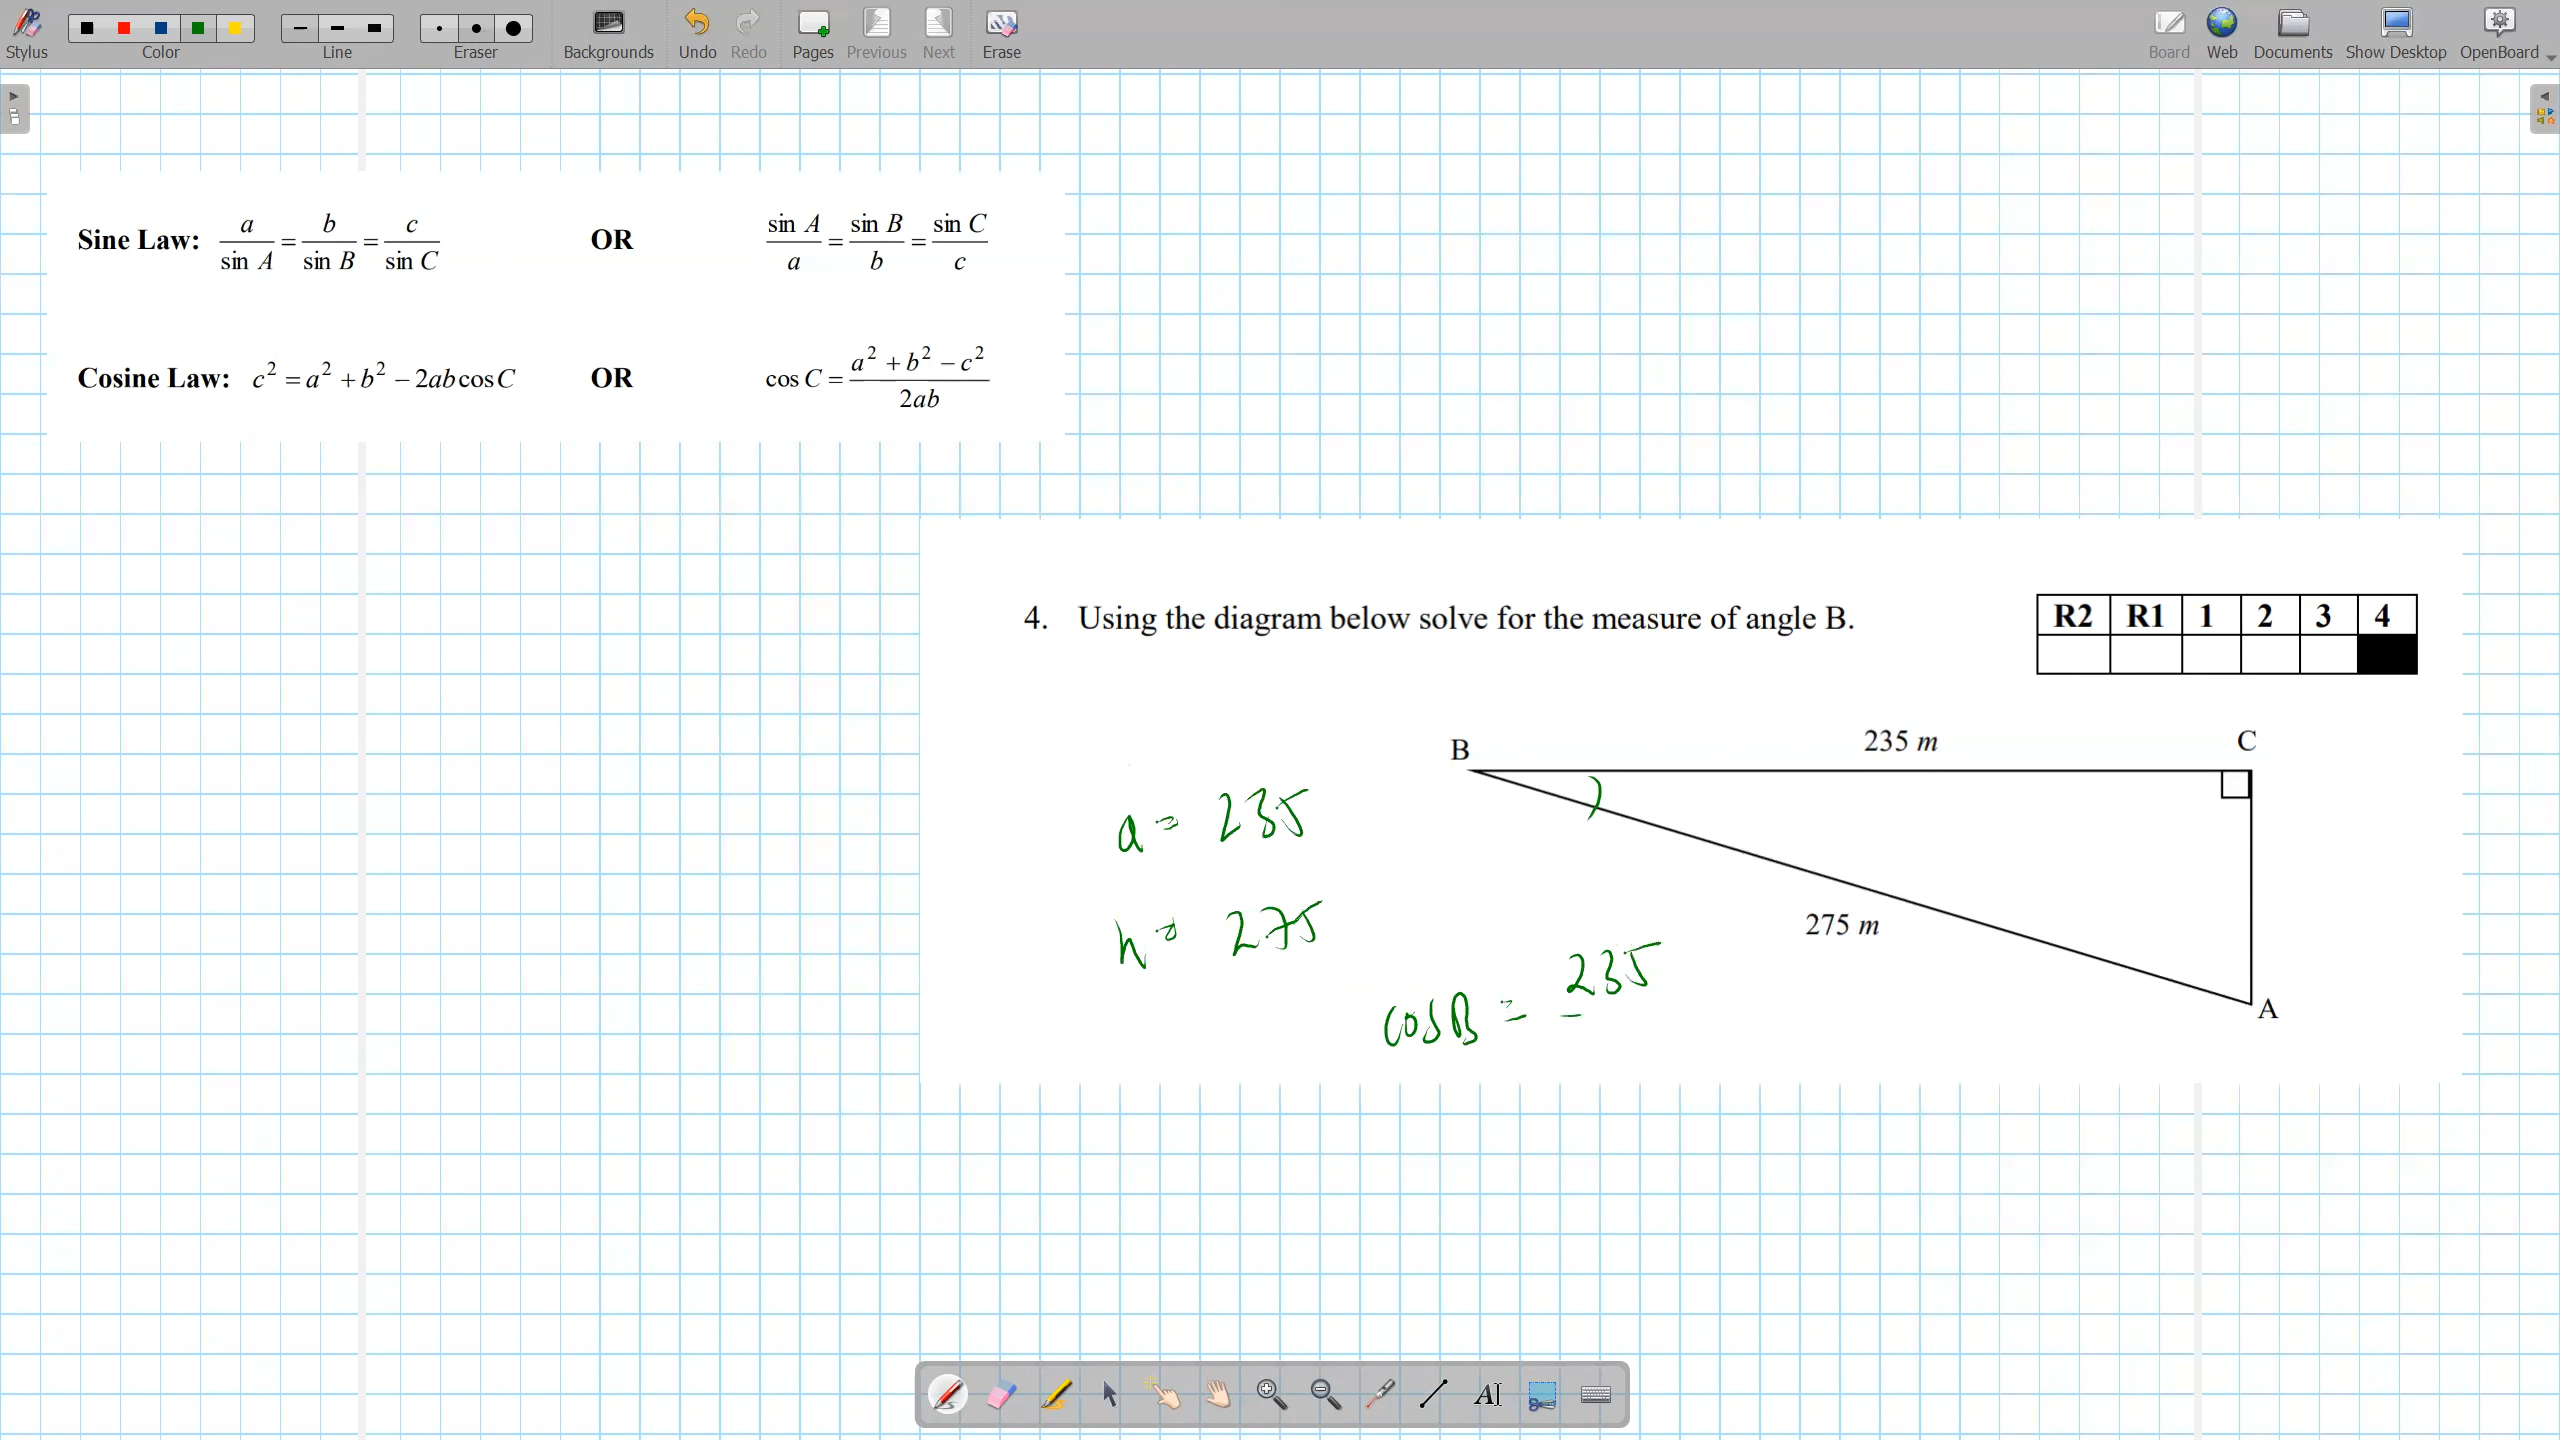 Stylus Color Line Eraser Backgrounds Undo Redo Pages Previous Next Erase Board Web Documents Show Desktop OpenBoard
Sine Law: a/sin A = b/sin B = c/sin C OR sin A/a = sin B/b = sin C/c
Cosine Law: c² = a² + b² − 2ab cos C OR cos C = (a² + b² − c²)/2ab
4. Using the diagram below solve for the measure of angle B.
R2 R1 1 2 3 4
B 235 m C
a = 235
h = 275
275 m
cos B = 235
A